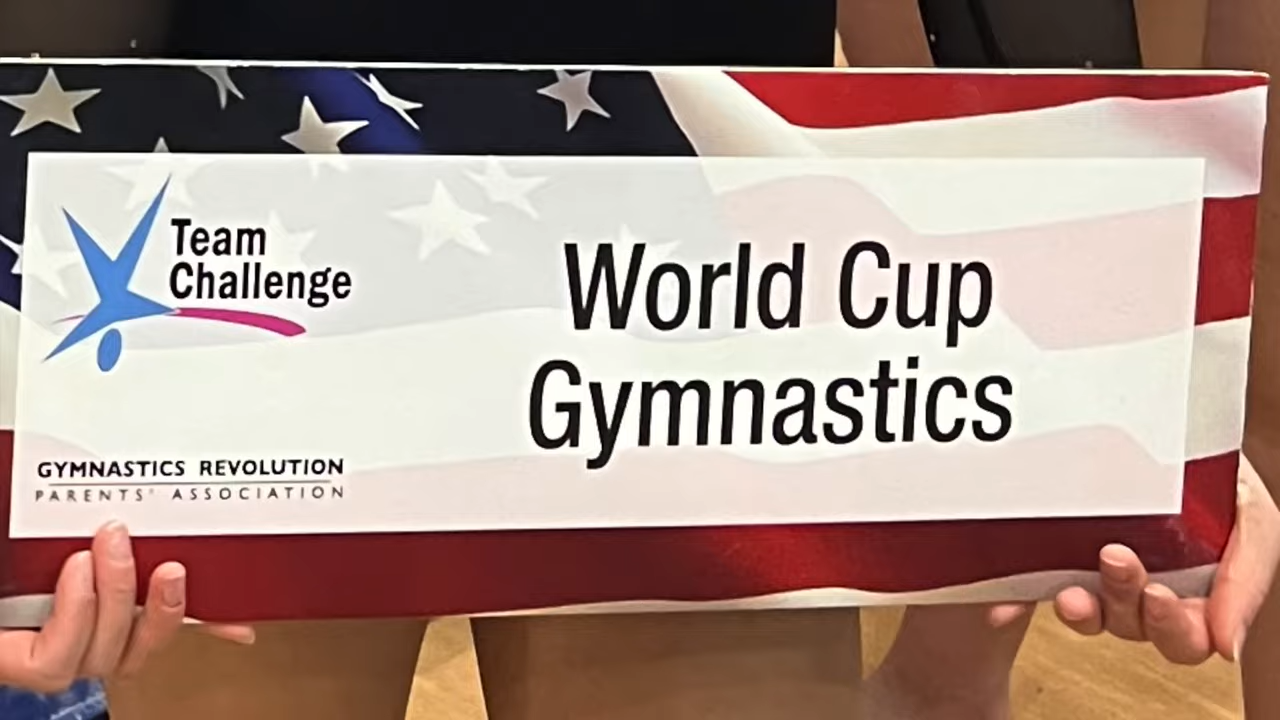 Team
Challenge
World Cup
Gymnastics
GYMNASTICS REVOLUTION
PARENTS' ASSOCIATION